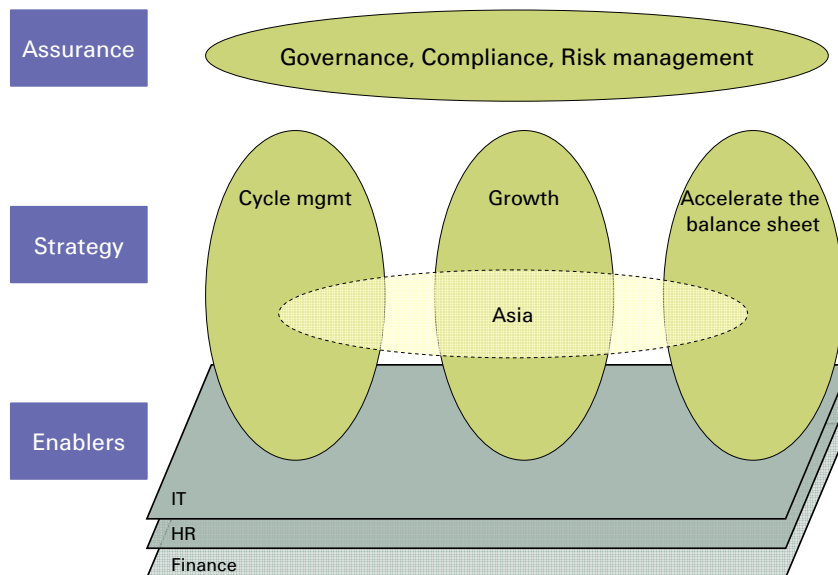 Assurance
Governance, Compliance, Risk management
Cycle mgmt
Growth
Accelerate the
balance sheet
Strategy
Asia
Enablers
IT
HR
Finance